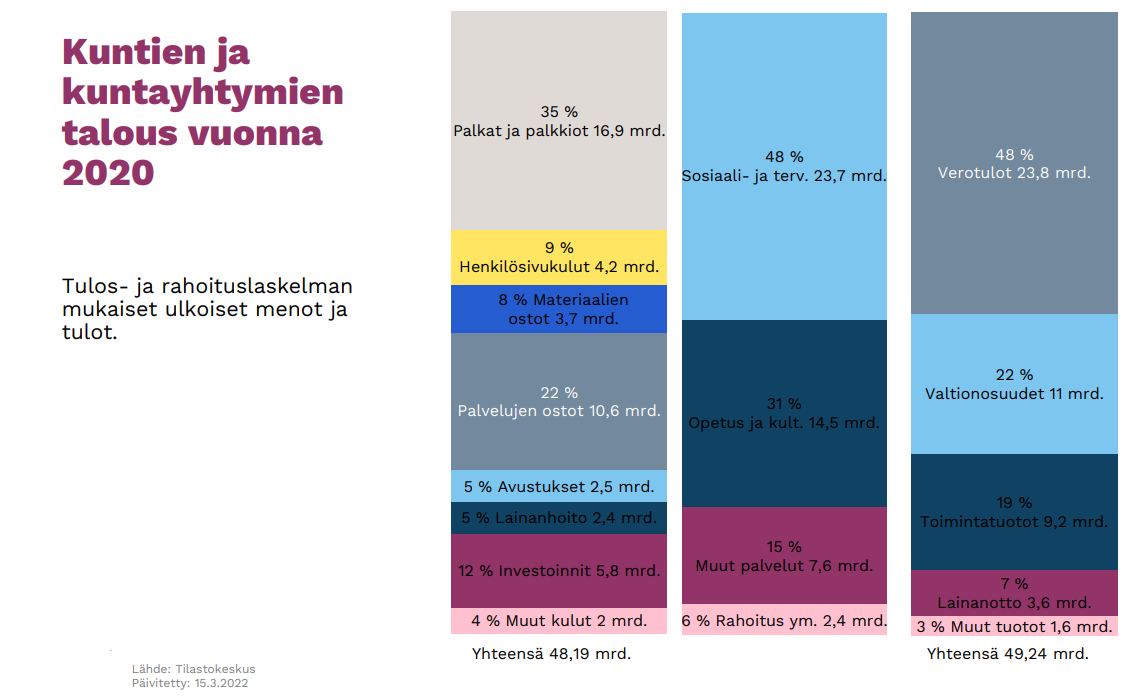 Kuntien ja
kuntayhtymien
talous vuonna
2020
Tulos- ja rahoituslaskelman
mukaiset ulkoiset menot ja
tulot.
35 %
Palkat ja palkkiot 16,9 mrd.
9 %
Henkilösivukulut 4,2 mrd.
8 % Materiaalien
ostot 3,7 mrd.
22 %
Palvelujen ostot 10,6 mrd.
5 % Avustukset 2,5 mrd.
5 % Lainanhoito 2,4 mrd.
12 % Investoinnit 5,8 mrd.
4 % Muut kulut 2 mrd.
Yhteensä 48,19 mrd.
48 %
Sosiaali- ja terv. 23,7 mrd.
31 %
Opetus ja kult. 14,5 mrd.
15 %
Muut palvelut 7,6 mrd.
6 % Rahoitus ym. 2,4 mrd.
48 %
Verotulot 23,8 mrd.
22 %
Valtionosuudet 11 mrd.
19 %
Toimintatuotot 9,2 mrd.
7 %
Lainanotto 3,6 mrd.
3 % Muut tuotot 1,6 mrd.
Yhteensä 49,24 mrd.
Lähde: Tilastokeskus
Päivitetty: 15.3.2022